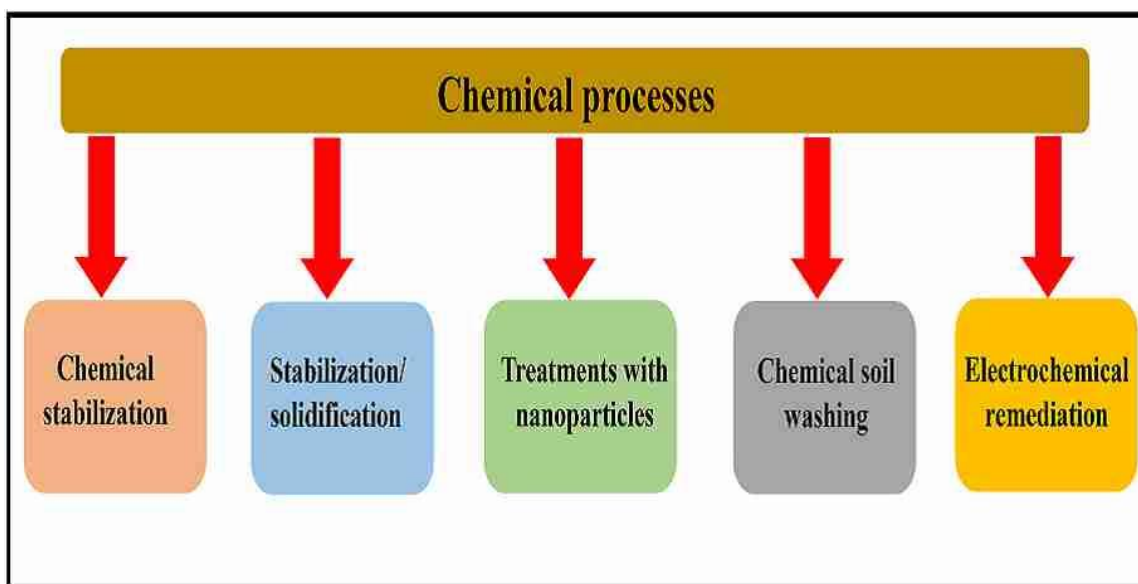 Chemical processes
Chemical
stabilization
Stabilization/
solidification
Treatments with
nanoparticles
Chemical soil
washing
Electrochemical
remediation